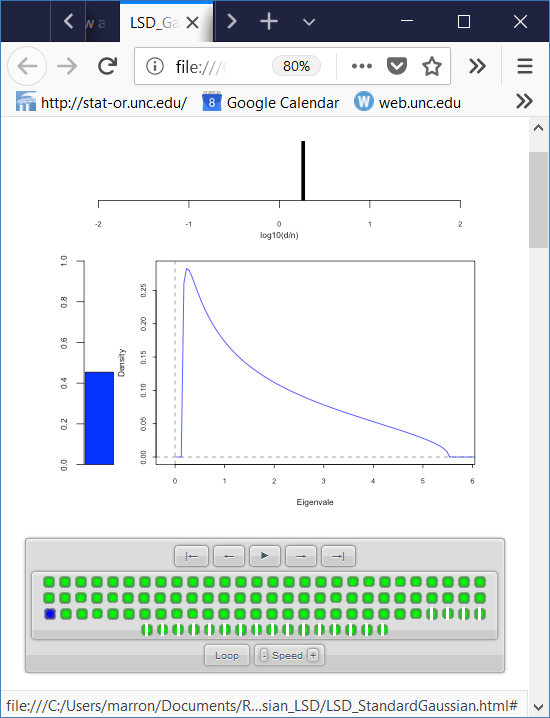 LSD_Ga
file:///
80%
http://stat-or.unc.edu/
8
Google Calendar
W
web.unc.edu
-2 -1 0 1 2
log10(d/n)
1.0
0.8
0.6
0.4
0.2
0.0
Density
0.25
0.20
0.15
0.10
0.05
0.00
0 1 2 3 4 5 6
Eigenvale
Loop - Speed +
file:///C:/Users/marron/Documents/R...sian_LSD/LSD_StandardGaussian.html#